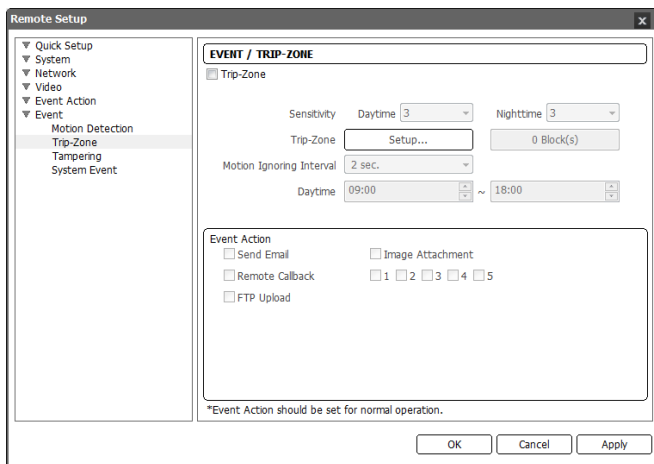 Remote Setup
x
Quick Setup
System
Network
Video
Event Action
Event
Motion Detection
Trip-Zone
Tampering
System Event
EVENT / TRIP-ZONE
Trip-Zone
Sensitivity Daytime 3 Nighttime 3
Trip-Zone Setup... 0 Block(s)
Motion Ignoring Interval 2 sec.
Daytime 09:00 ~ 18:00
Event Action
Send Email Image Attachment
Remote Callback 1 2 3 4 5
FTP Upload
*Event Action should be set for normal operation.
OK Cancel Apply